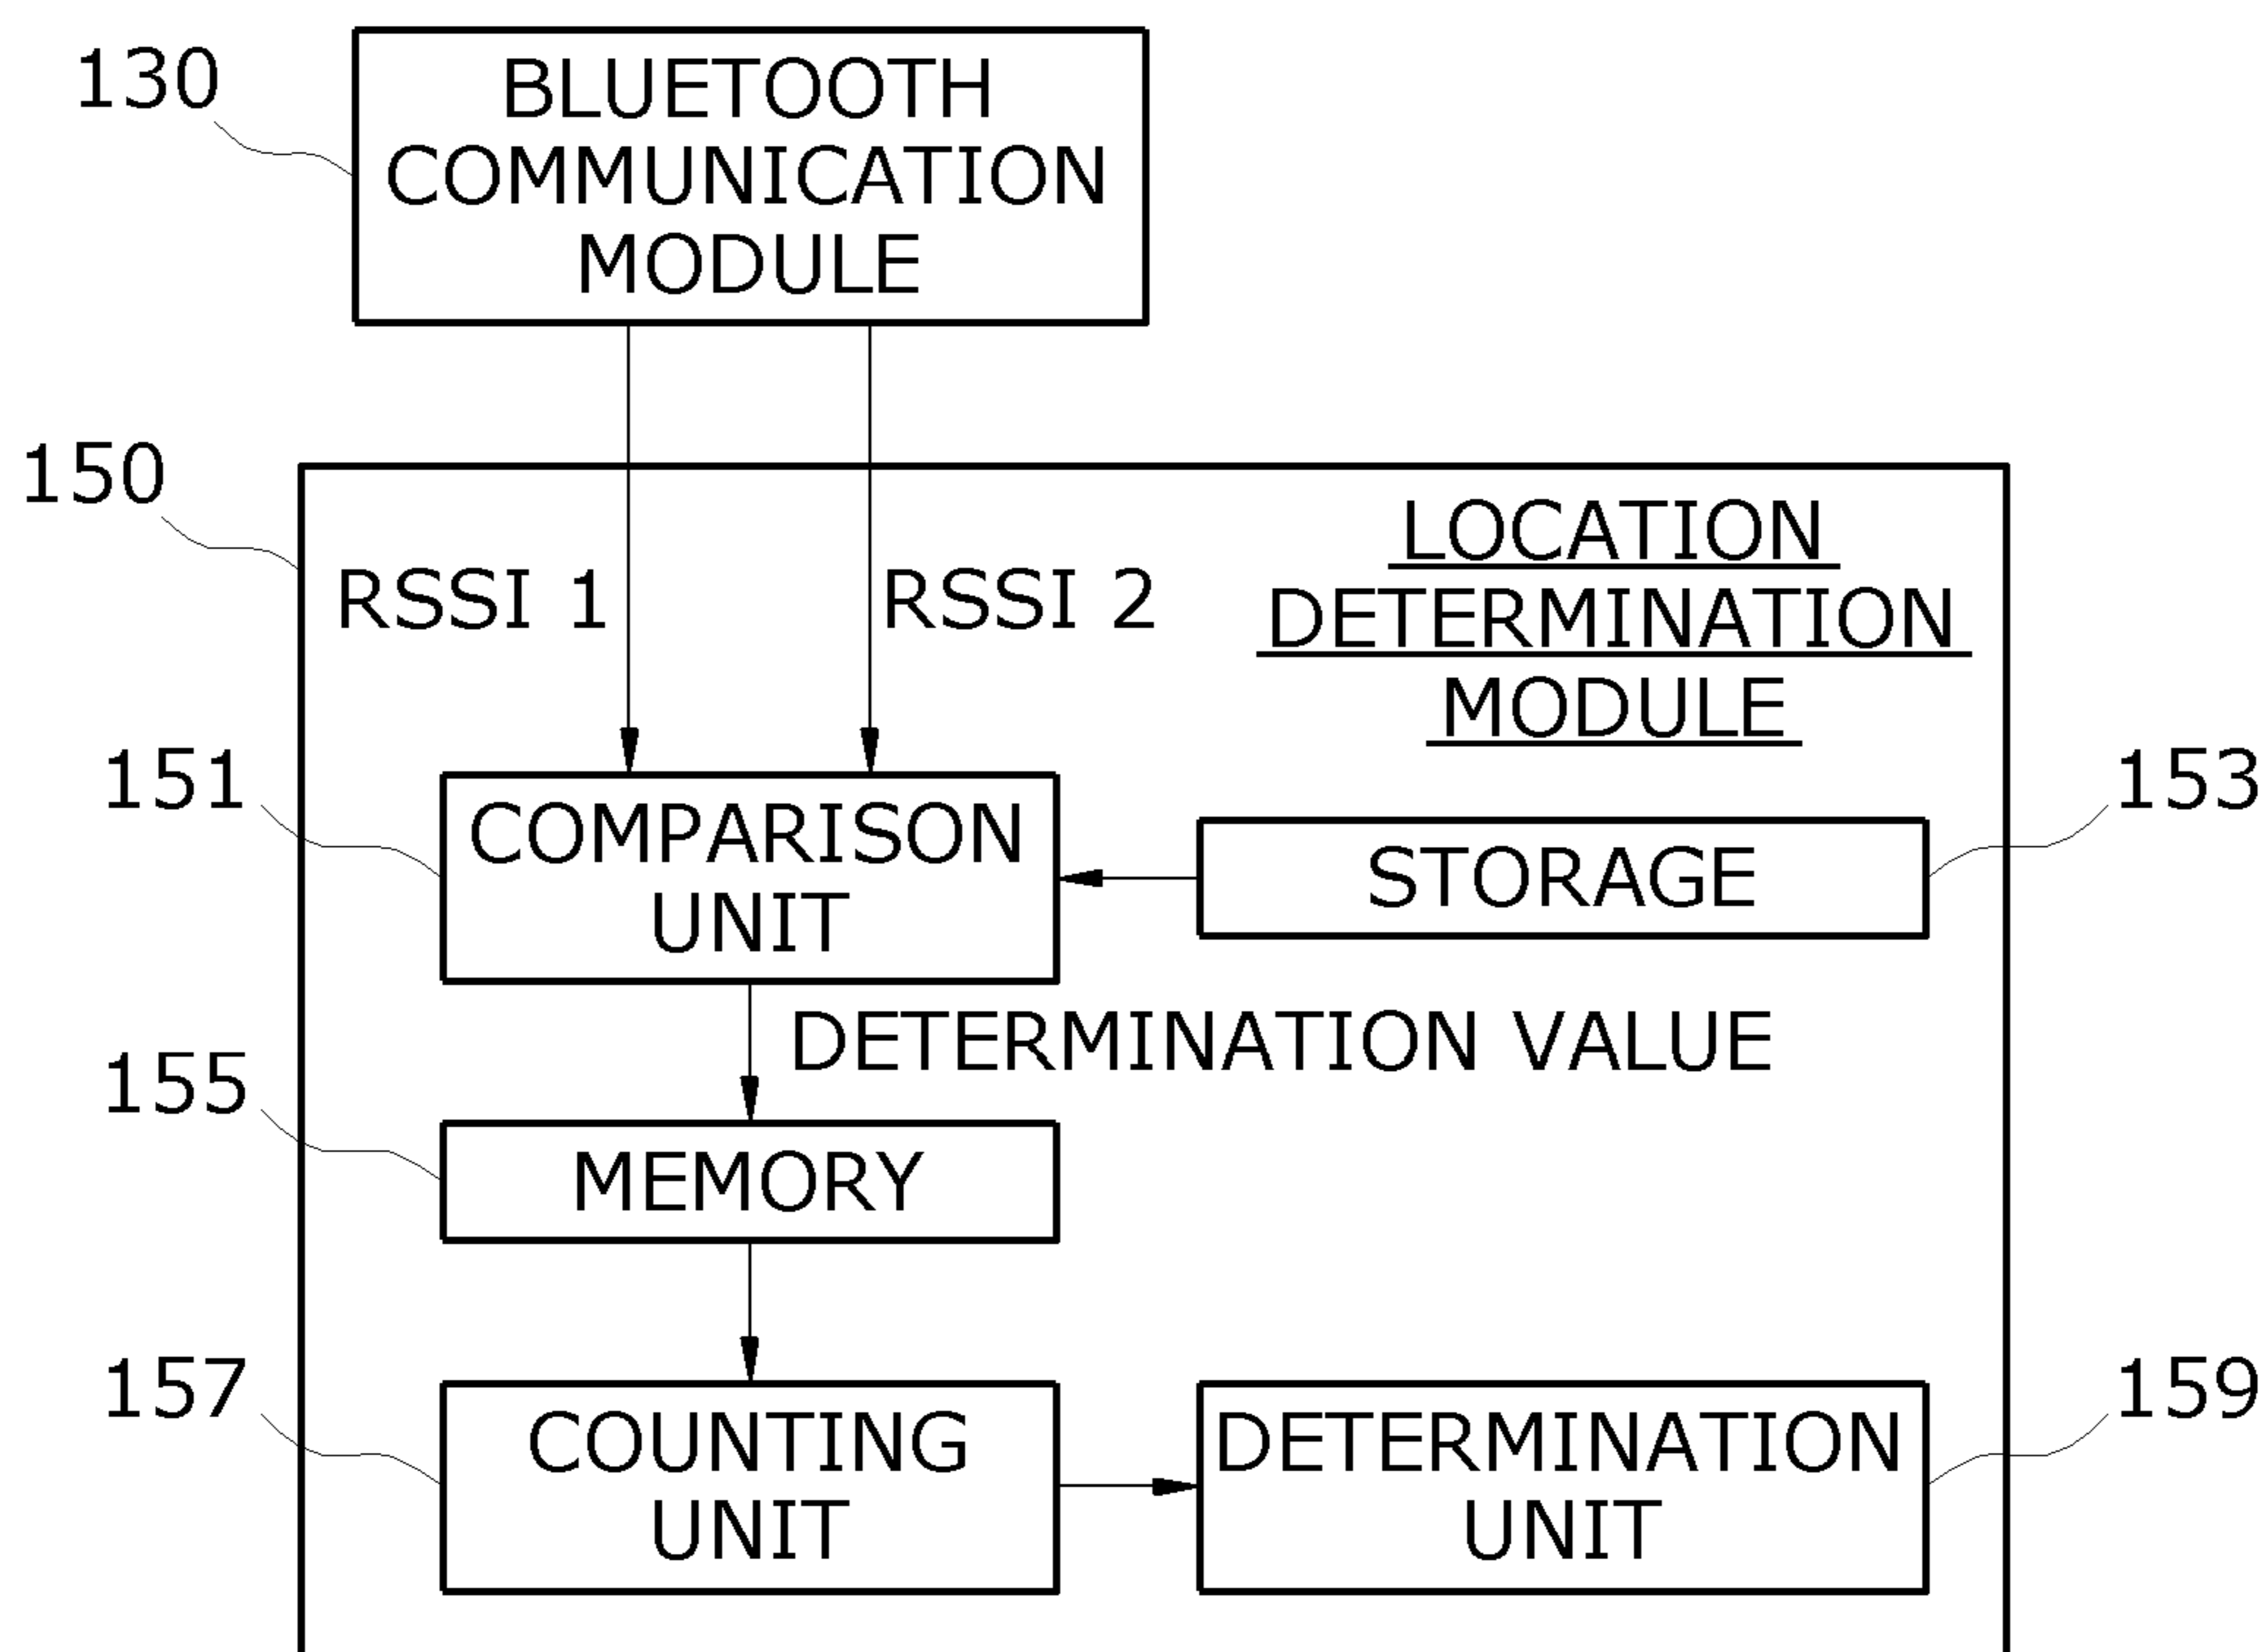 130
BLUETOOTH
COMMUNICATION
MODULE
150
LOCATION
DETERMINATION
MODULE
RSSI 1
RSSI 2
151
COMPARISON
UNIT
153
STORAGE
DETERMINATION VALUE
155
MEMORY
157
COUNTING
UNIT
159
DETERMINATION
UNIT